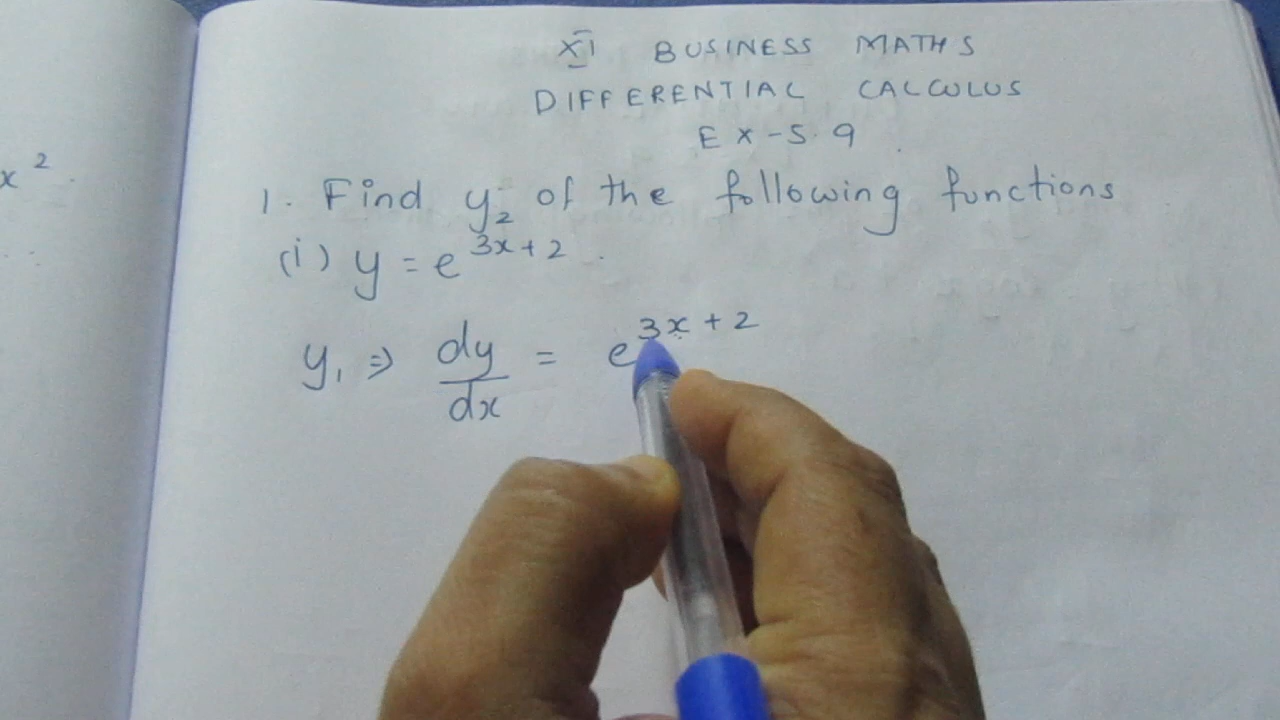 x².
XI BUSINESS MATHS
DIFFERENTIAL CALCULUS
EX-5.9
1. Find y₂ of the following functions
(i) y = e^{3x+2}.
y₁ ⇒ dy/dx = e^{3x+2}